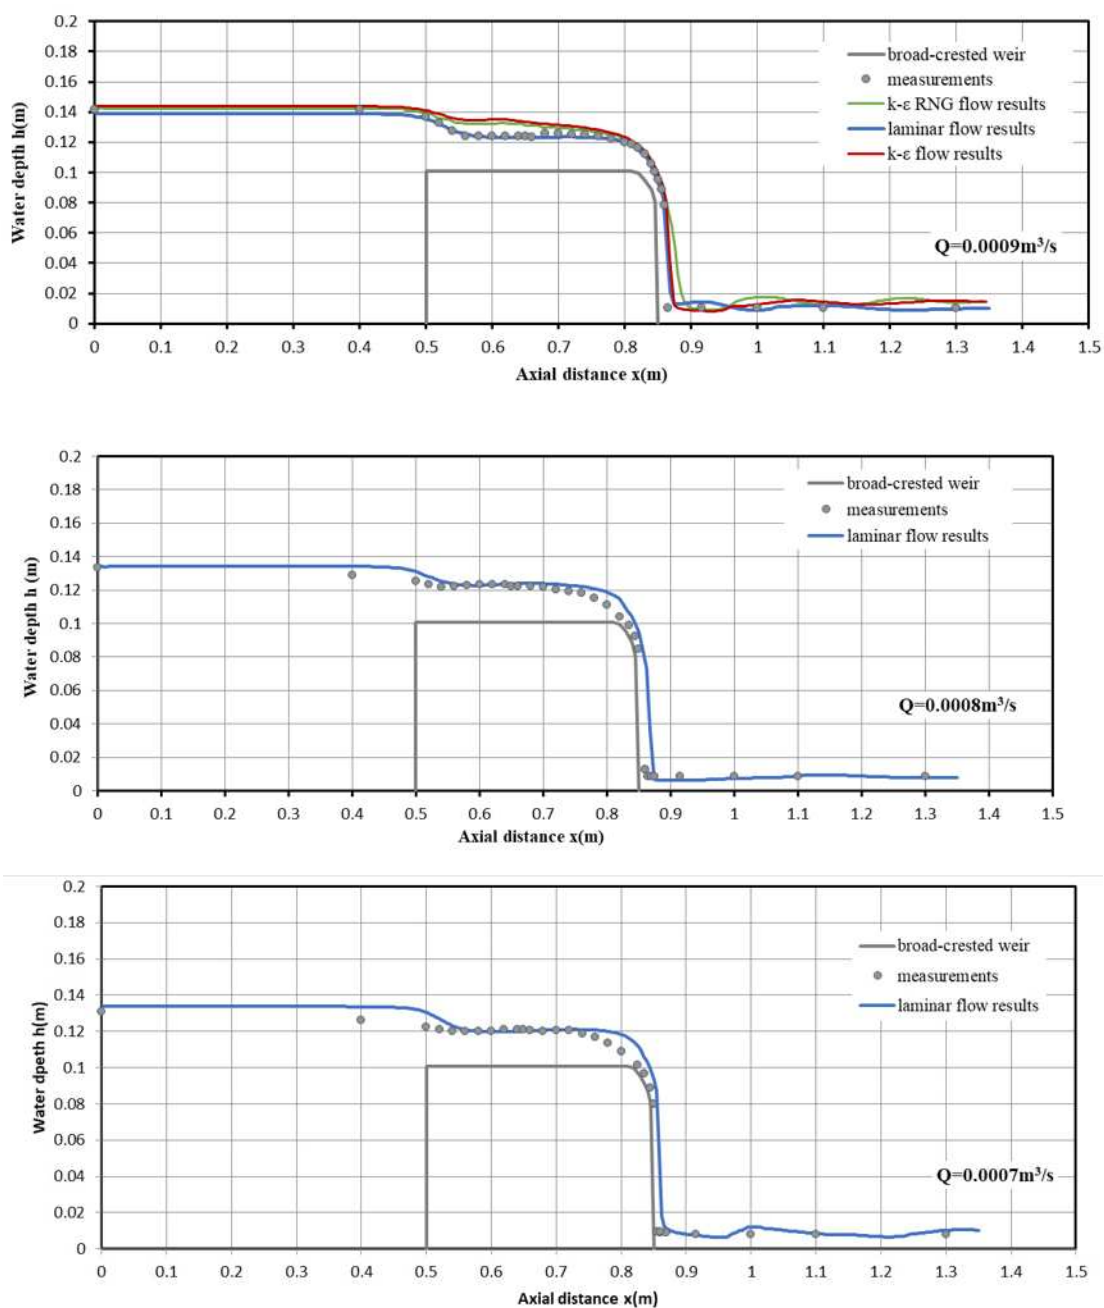 0.2
0.18
0.16
0.14
0.12
0.1
0.08
0.06
0.04
0.02
0
Water depth h(m)
broad-crested weir
measurements
k-ε RNG flow results
laminar flow results
k-ε flow results
Q=0.0009m³/s
0 0.1 0.2 0.3 0.4 0.5 0.6 0.7 0.8 0.9 1 1.1 1.2 1.3 1.4 1.5
Axial distance x(m)
0.2
0.18
0.16
0.14
0.12
0.1
0.08
0.06
0.04
0.02
0
Water depth h (m)
broad-crested weir
measurements
laminar flow results
Q=0.0008m³/s
0 0.1 0.2 0.3 0.4 0.5 0.6 0.7 0.8 0.9 1 1.1 1.2 1.3 1.4 1.5
Axial distance x(m)
0.2
0.18
0.16
0.14
0.12
0.1
0.08
0.06
0.04
0.02
0
Water dpeth h(m)
broad-crested weir
measurements
laminar flow results
Q=0.0007m³/s
0 0.1 0.2 0.3 0.4 0.5 0.6 0.7 0.8 0.9 1 1.1 1.2 1.3 1.4 1.5
Axial distance x(m)